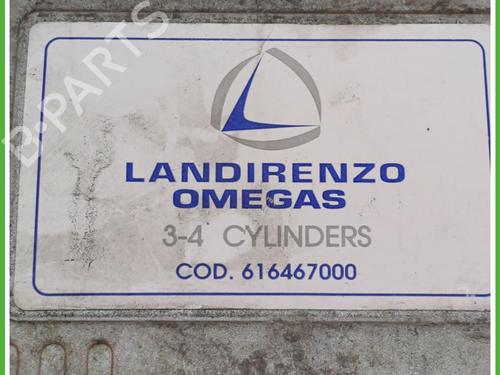 B-PARTS
LANDIRENZO
OMEGAS
3-4 CYLINDERS
COD. 616467000